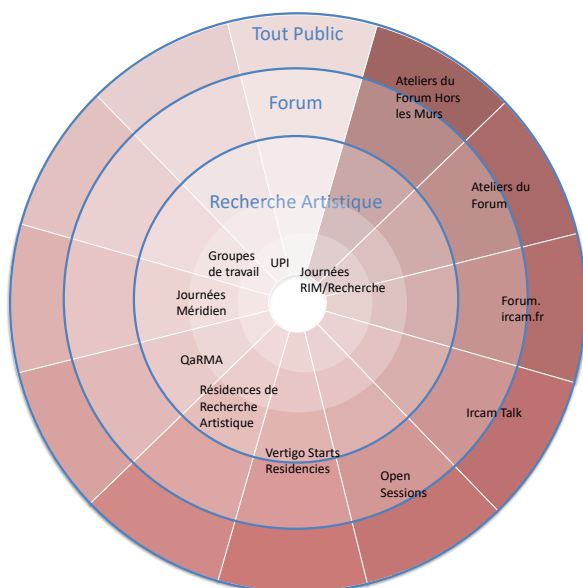 Tout Public
Ateliers du
Forum Hors
les Murs
Forum
Ateliers du
Forum
Recherche Artistique
Groupes
de travail
UPI
Journées
RIM/Recherche
Journées
Méridien
Forum.
ircam.fr
QaRMA
Résidences de
Recherche
Artistique
Ircam Talk
Vertigo Starts
Residencies
Open
Sessions